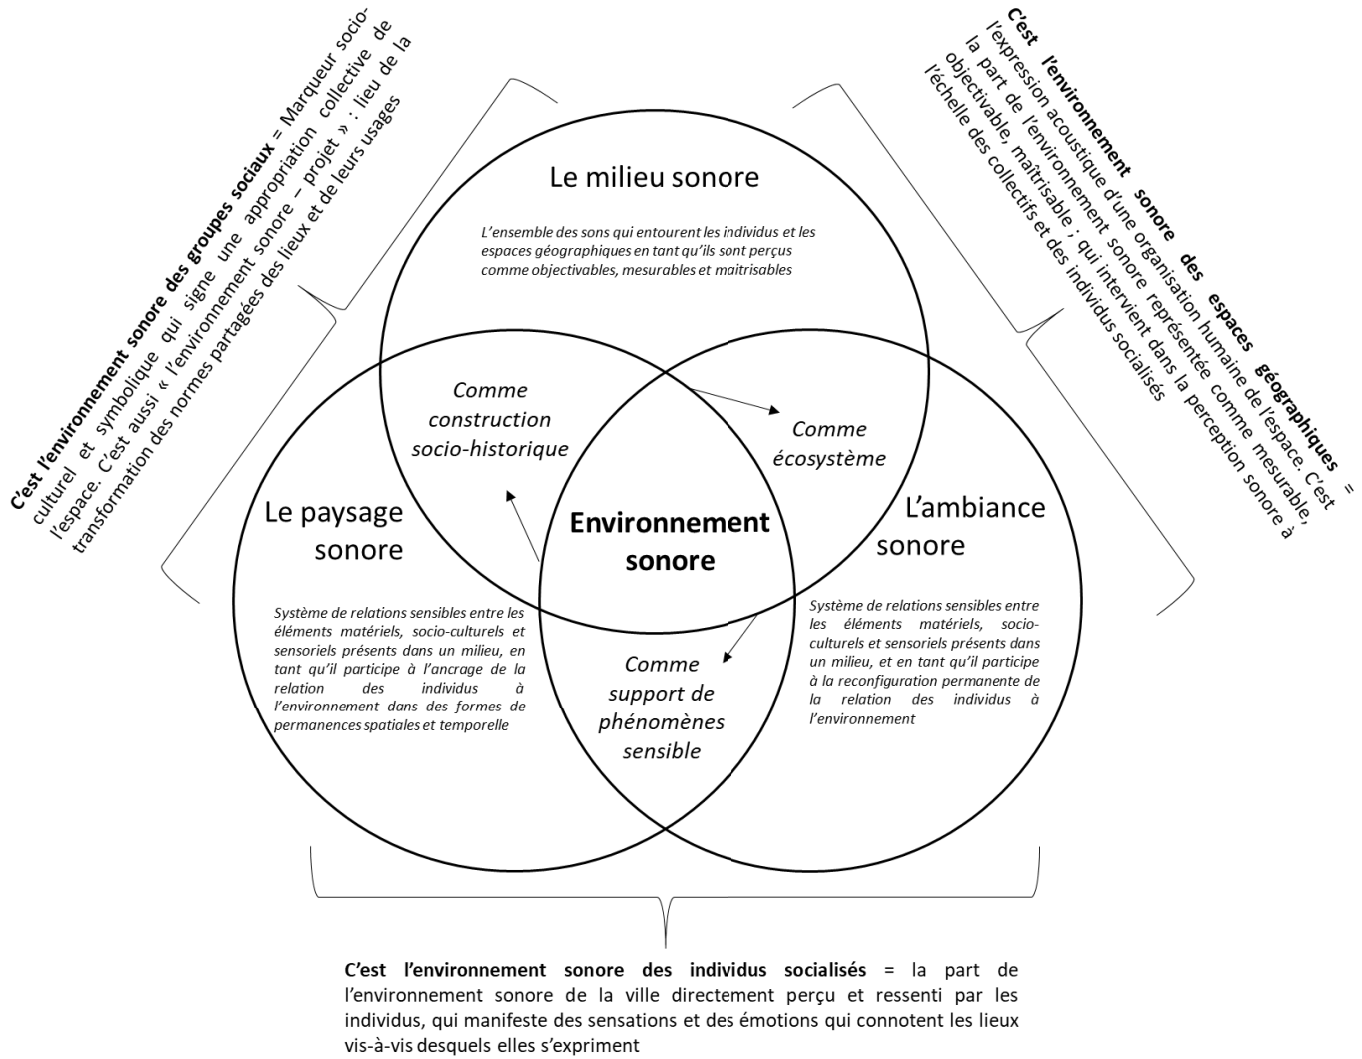 C'est l'environnement sonore des groupes sociaux = Marqueur socio-
culturel et symbolique qui signe une appropriation collective de
l'espace. C'est aussi « l'environnement sonore – projet » : lieu de la
transformation des normes partagées des lieux et de leurs usages
C'est l'environnement sonore des espaces géographiques =
l'expression acoustique d'une organisation humaine de l'espace. C'est
la part de l'environnement sonore représentée comme mesurable,
objectivable, maîtrisable ; qui intervient dans la perception sonore à
l'échelle des collectifs et des individus socialisés
Le milieu sonore
L'ensemble des sons qui entourent les individus et les
espaces géographiques en tant qu'ils sont perçus
comme objectivables, mesurables et maitrisables
Comme
construction
socio-historique
Comme
écosystème
Le paysage
sonore
Environnement
sonore
L'ambiance
sonore
Système de relations sensibles entre les
éléments matériels, socio-culturels et
sensoriels présents dans un milieu, en
tant qu'il participe à l'ancrage de la
relation des individus à
l'environnement dans des formes de
permanences spatiales et temporelle
Système de relations sensibles entre
les éléments matériels, socio-
culturels et sensoriels présents dans
un milieu, et en tant qu'il participe
à la reconfiguration permanente de
la relation des individus à
l'environnement
Comme
support de
phénomènes
sensible
C'est l'environnement sonore des individus socialisés = la part de
l'environnement sonore de la ville directement perçu et ressenti par les
individus, qui manifeste des sensations et des émotions qui connotent les lieux
vis-à-vis desquels elles s'expriment